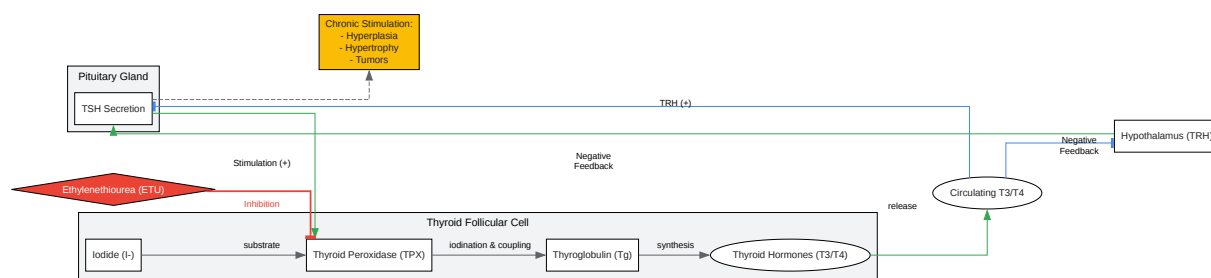 Chronic Stimulation:
- Hyperplasia
- Hypertrophy
- Tumors
Pituitary Gland
TSH Secretion
TRH (+)
Hypothalamus (TRH)
Negative
Feedback
Stimulation (+)
Negative
Feedback
Ethylenethiourea (ETU)
Inhibition
Circulating T3/T4
release
Thyroid Follicular Cell
Iodide (I-)
substrate
Thyroid Peroxidase (TPX)
iodination & coupling
Thyroglobulin (Tg)
synthesis
Thyroid Hormones (T3/T4)